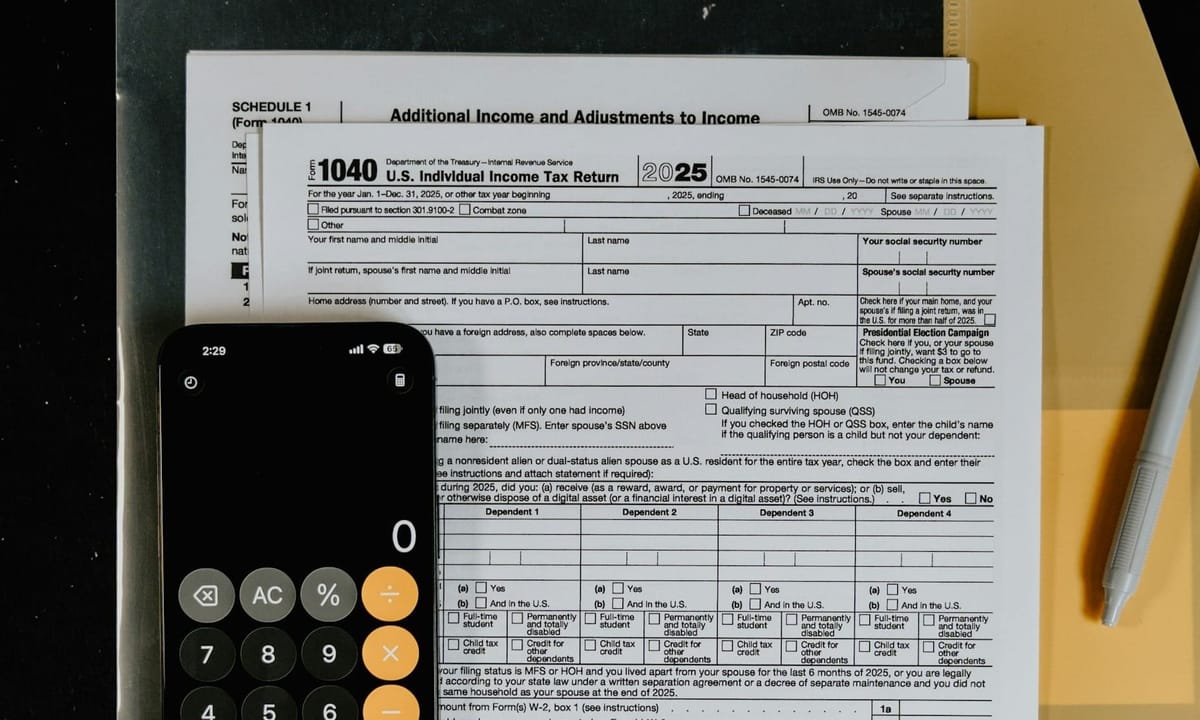 SCHEDULE 1
(Form 1040)
Additional Income and Adjustments to Income
OMB No. 1545-0074
Dep
Inte
Na
For
sol
No
nat
1
2
Form 1040
Department of the Treasury—Internal Revenue Service
U.S. Individual Income Tax Return
2025
OMB No. 1545-0074
IRS Use Only—Do not write or staple in this space.
For the year Jan. 1–Dec. 31, 2025, or other tax year beginning , 2025, ending , 20
See separate instructions.
Filed pursuant to section 301.9100-2 Combat zone
Deceased MM / DD / YYYY Spouse MM / DD / YYYY
Other
Your first name and middle initial
Last name
Your social security number
If joint return, spouse's first name and middle initial
Last name
Spouse's social security number
Home address (number and street). If you have a P.O. box, see instructions.
Apt. no.
Check here if your main home, and your
spouse's if filing a joint return, was in
the U.S. for more than half of 2025.
you have a foreign address, also complete spaces below.
State
ZIP code
Foreign province/state/county
Foreign postal code
Presidential Election Campaign
Check here if you, or your spouse
if filing jointly, want $3 to go to
this fund. Checking a box below
will not change your tax or refund.
You Spouse
filing jointly (even if only one had income)
filing separately (MFS). Enter spouse's SSN above
name here:
Head of household (HOH)
Qualifying surviving spouse (QSS)
If you checked the HOH or QSS box, enter the child's name
if the qualifying person is a child but not your dependent:
g a nonresident alien or dual-status alien spouse as a U.S. resident for the entire tax year, check the box and enter their
ee instructions and attach statement if required):
during 2025, did you: (a) receive (as a reward, award, or payment for property or services); or (b) sell,
r otherwise dispose of a digital asset (or a financial interest in a digital asset)? (See instructions.) . . Yes No
Dependent 1 Dependent 2 Dependent 3 Dependent 4
(a) Yes (a) Yes (a) Yes (a) Yes
(b) And in the U.S. (b) And in the U.S. (b) And in the U.S. (b) And in the U.S.
Full-time student Permanently and totally disabled Full-time student Permanently and totally disabled Full-time student Permanently and totally disabled Full-time student Permanently and totally disabled
Child tax credit Credit for other dependents Child tax credit Credit for other dependents Child tax credit Credit for other dependents Child tax credit Credit for other dependents
your filing status is MFS or HOH and you lived apart from your spouse for the last 6 months of 2025, or you are legally
d according to your state law under a written separation agreement or a decree of separate maintenance and you did not
same household as your spouse at the end of 2025.
mount from Form(s) W-2, box 1 (see instructions) . . . . . . . . . . 1a
2:29
65
0
AC % ÷
7 8 9 ×
4 5 6 −